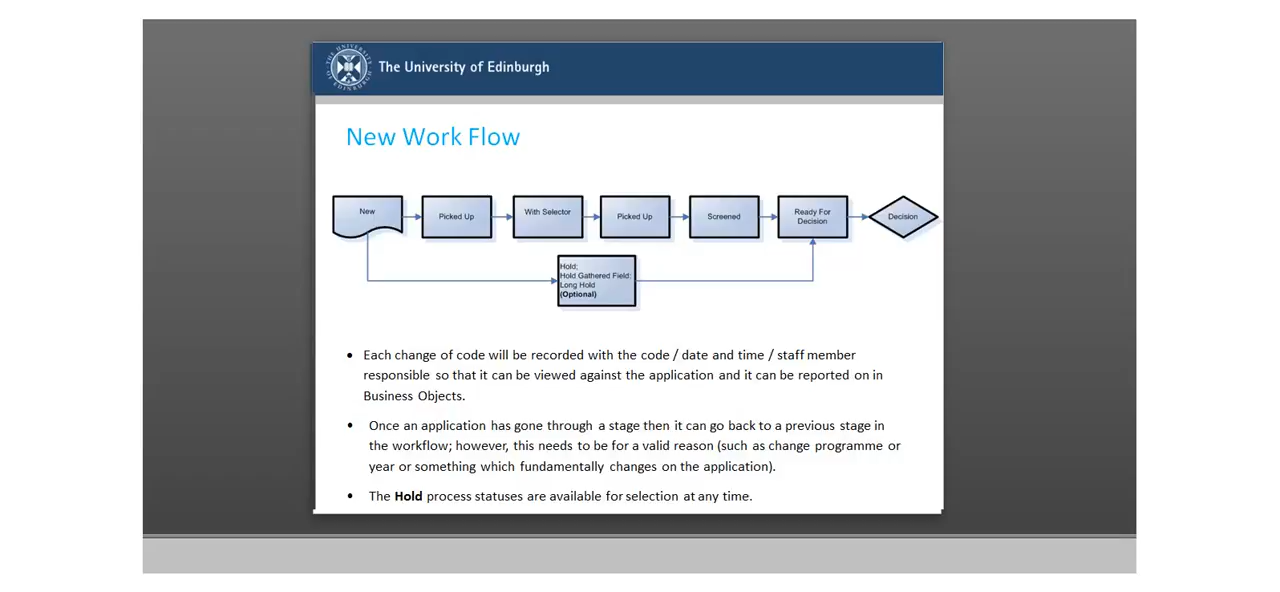 The University of Edinburgh
New Work Flow
New
Picked Up
With Selector
Picked Up
Screened
Ready For
Decision
Decision
Hold;
Hold Gathered Field;
Long Hold
(Optional)
• Each change of code will be recorded with the code / date and time / staff member
responsible so that it can be viewed against the application and it can be reported on in
Business Objects.
• Once an application has gone through a stage then it can go back to a previous stage in
the workflow; however, this needs to be for a valid reason (such as change programme or
year or something which fundamentally changes on the application).
• The Hold process statuses are available for selection at any time.